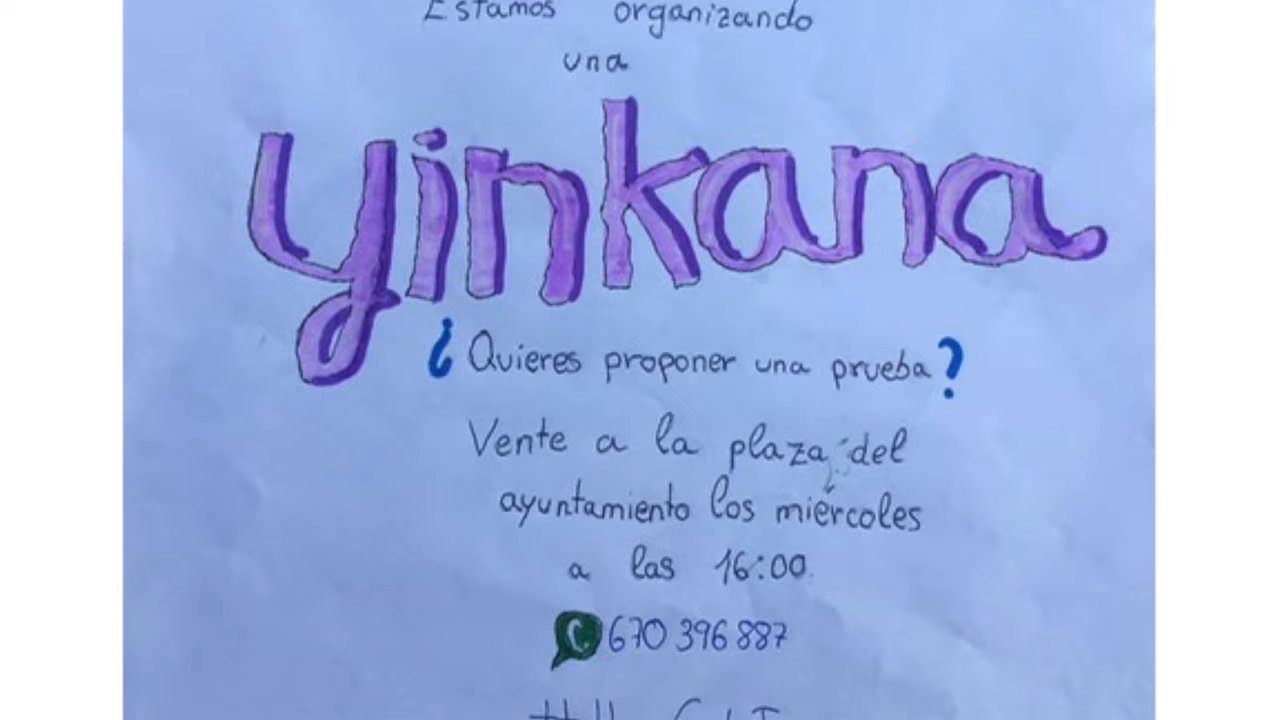 Estamos organizando
una
yinkana
¿Quieres proponer una prueba?
Vente a la plaza del
ayuntamiento los miércoles
a las 16:00
670 396 887